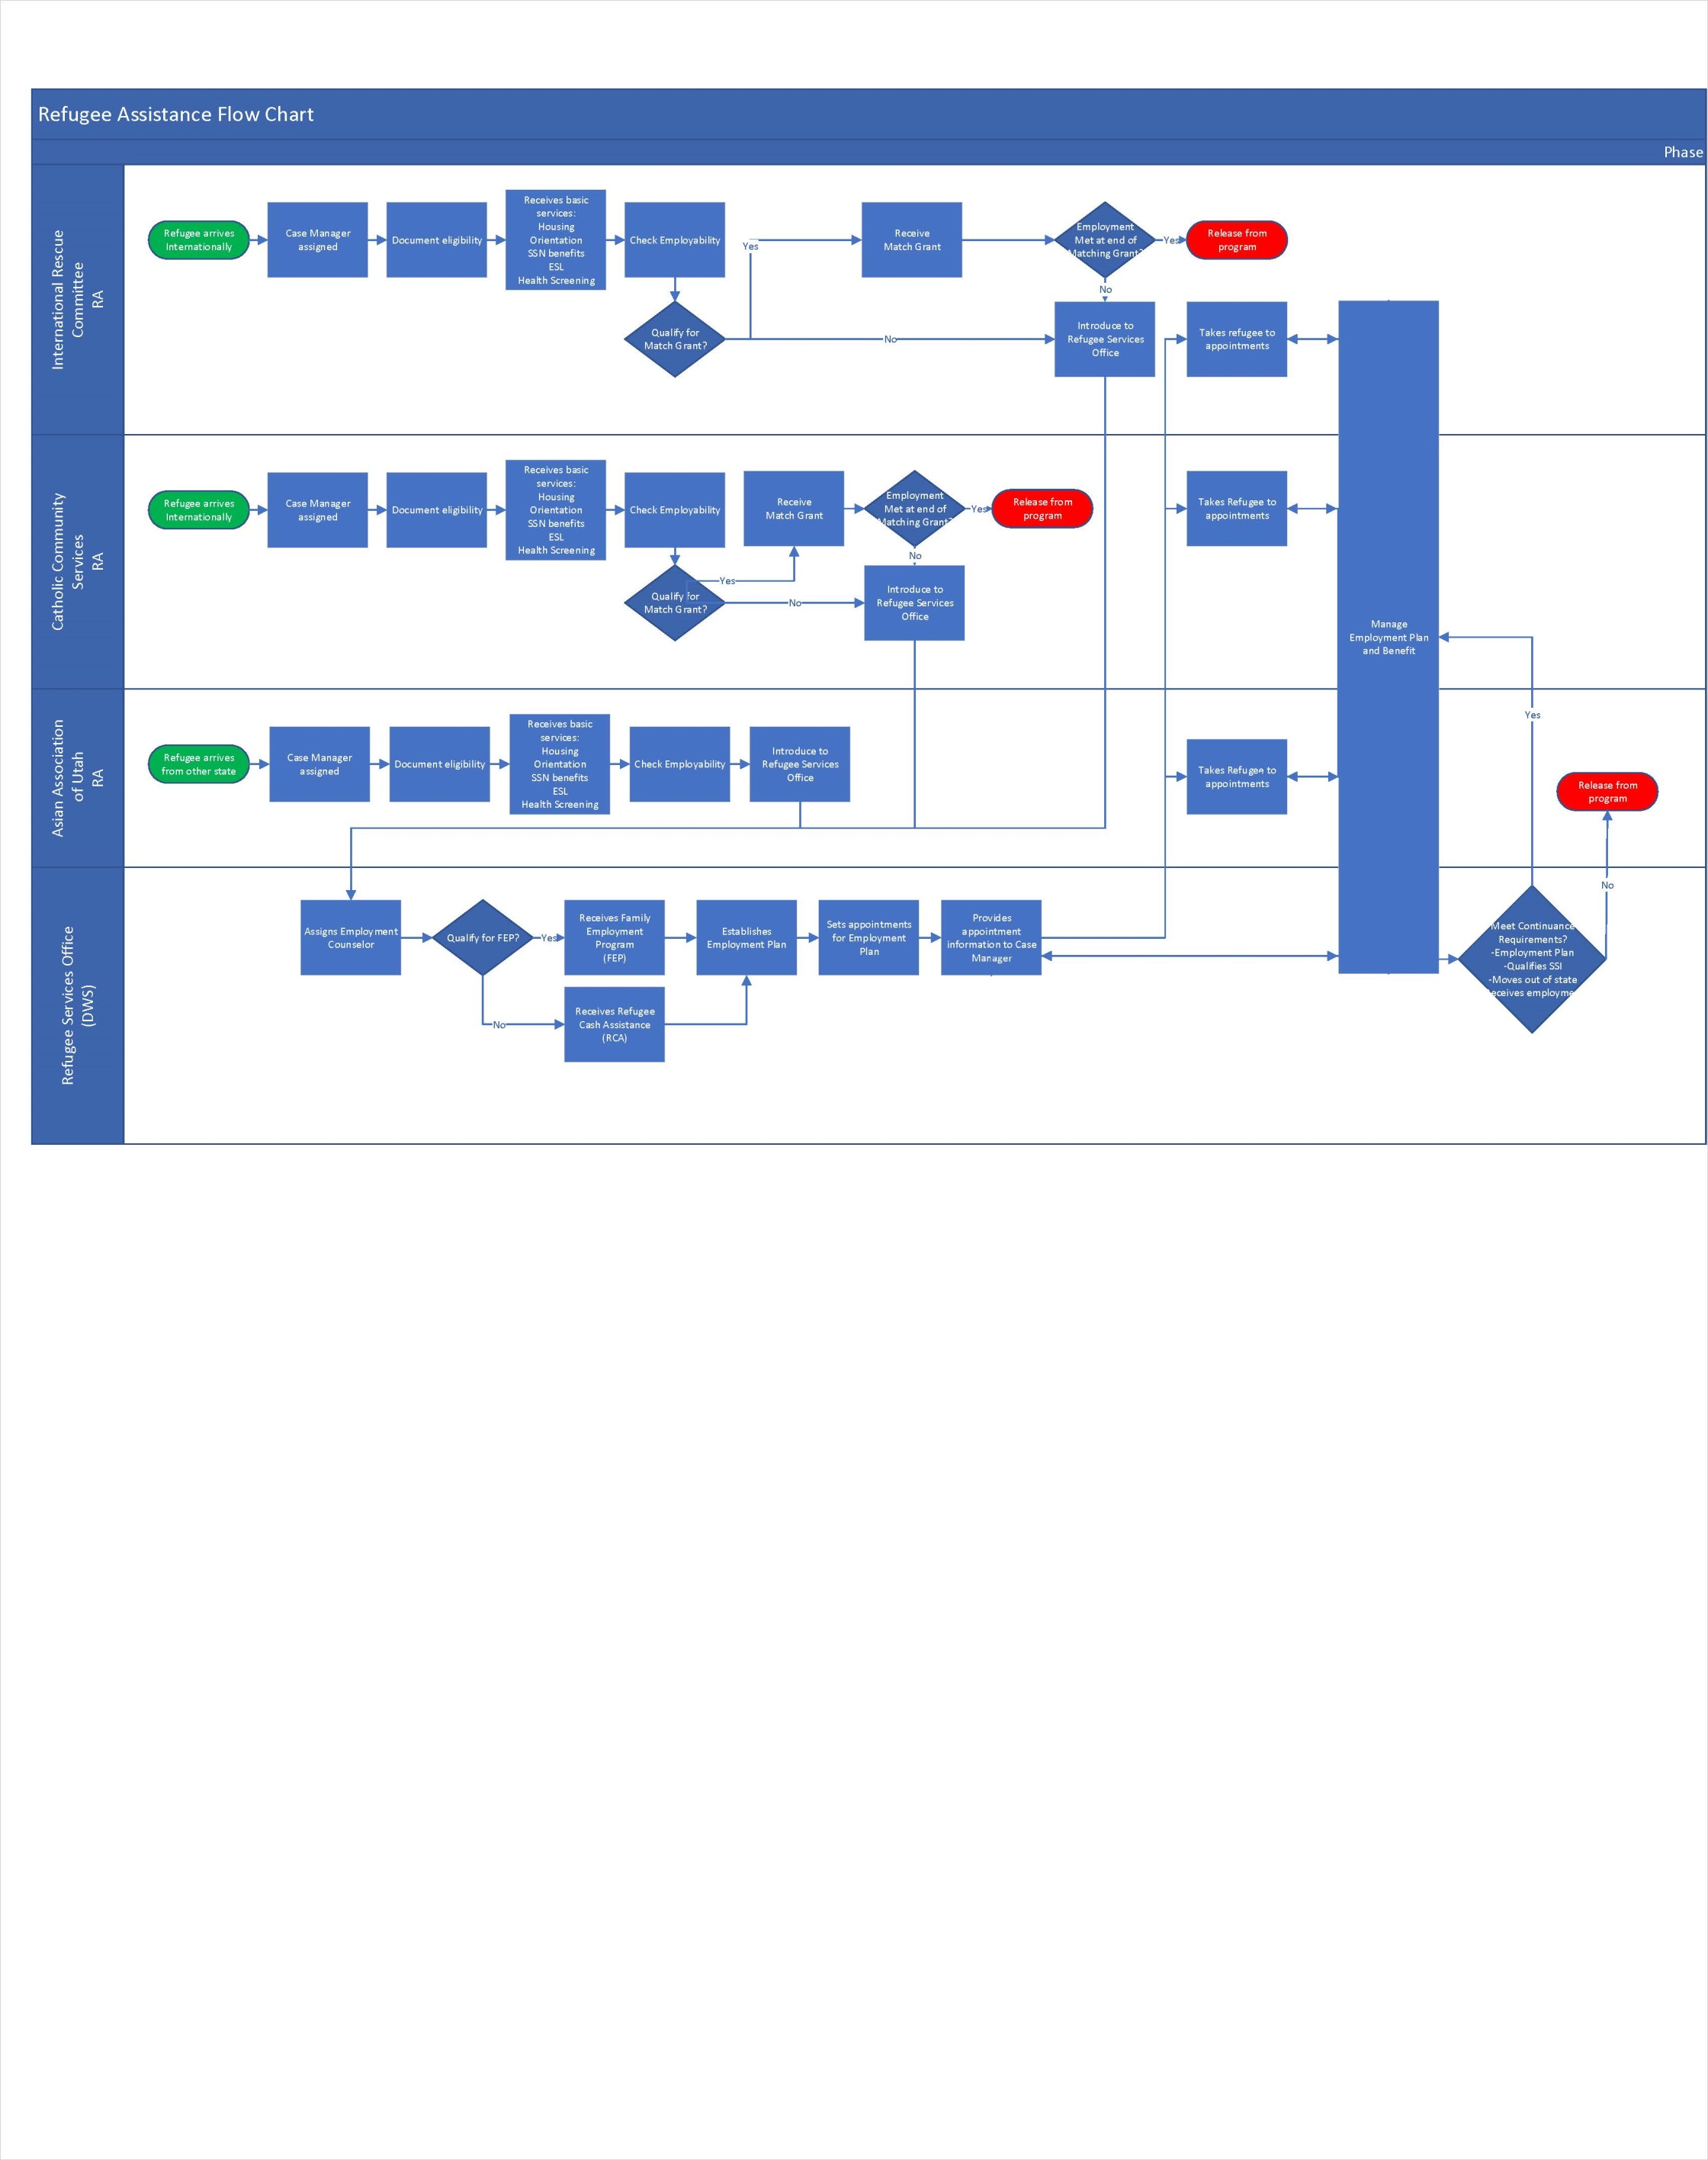 Refugee Assistance Flow Chart
Phase
International Rescue
Committee
RA
Refugee arrives
Internationally
Case Manager
assigned
Document eligibility
Receives basic
services:
Housing
Orientation
SSN benefits
ESL
Health Screening
Check Employability
Yes
Receive
Match Grant
Employment
Met at end of
Matching Grant?
Yes
Release from
program
No
Qualify for
Match Grant?
No
Introduce to
Refugee Services
Office
Takes refugee to
appointments
Catholic Community
Services
RA
Refugee arrives
Internationally
Case Manager
assigned
Document eligibility
Receives basic
services:
Housing
Orientation
SSN benefits
ESL
Health Screening
Check Employability
Receive
Match Grant
Employment
Met at end of
Matching Grant?
Yes
Release from
program
No
Takes Refugee to
appointments
Qualify for
Match Grant?
Yes
No
Introduce to
Refugee Services
Office
Manage
Employment Plan
and Benefit
Asian Association
of Utah
RA
Refugee arrives
from other state
Case Manager
assigned
Document eligibility
Receives basic
services:
Housing
Orientation
SSN benefits
ESL
Health Screening
Check Employability
Introduce to
Refugee Services
Office
Takes Refugee to
appointments
Yes
Release from
program
No
Refugee Services Office
(DWS)
Assigns Employment
Counselor
Qualify for FEP?
Yes
Receives Family
Employment
Program
(FEP)
Establishes
Employment Plan
Sets appointments
for Employment
Plan
Provides
appointment
information to Case
Manager
Meet Continuance
Requirements?
-Employment Plan
-Qualifies SSI
-Moves out of state
No
Receives Refugee
Cash Assistance
(RCA)